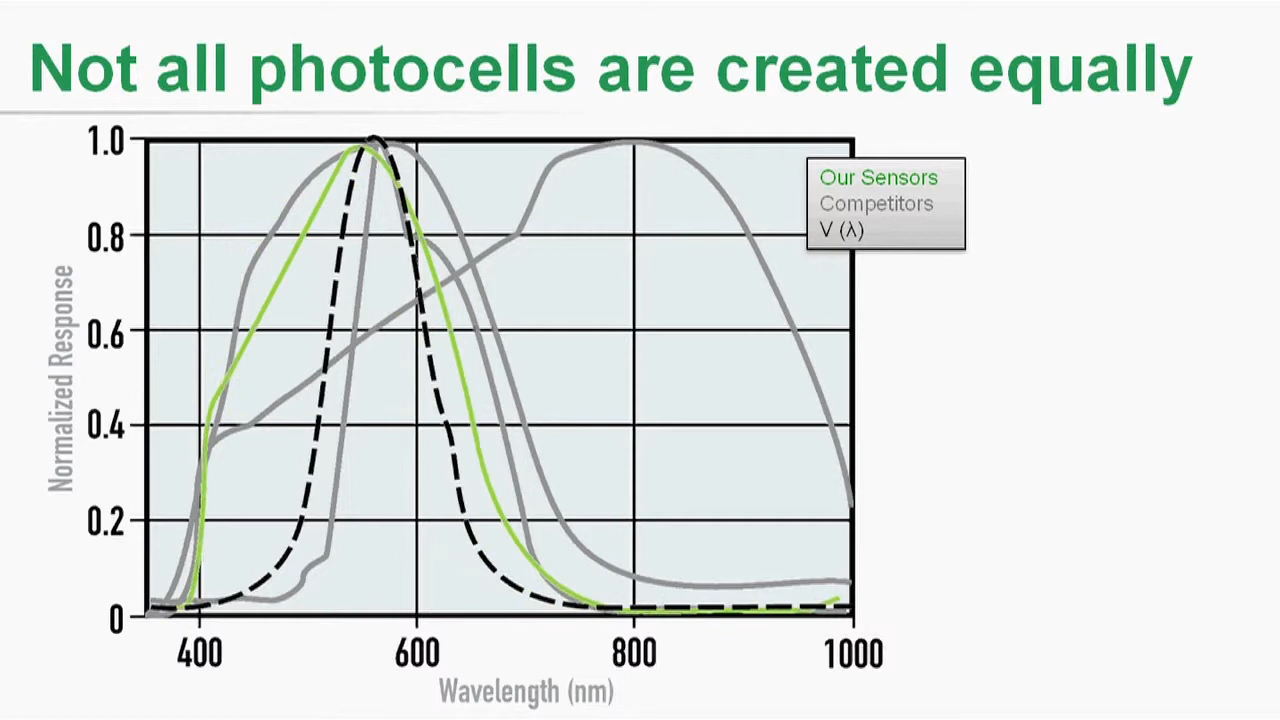 Not all photocells are created equally
1.0
0.8
0.6
0.4
0.2
0
Normalized Response
400
600
800
1000
Wavelength (nm)
Our Sensors
Competitors
V (λ)